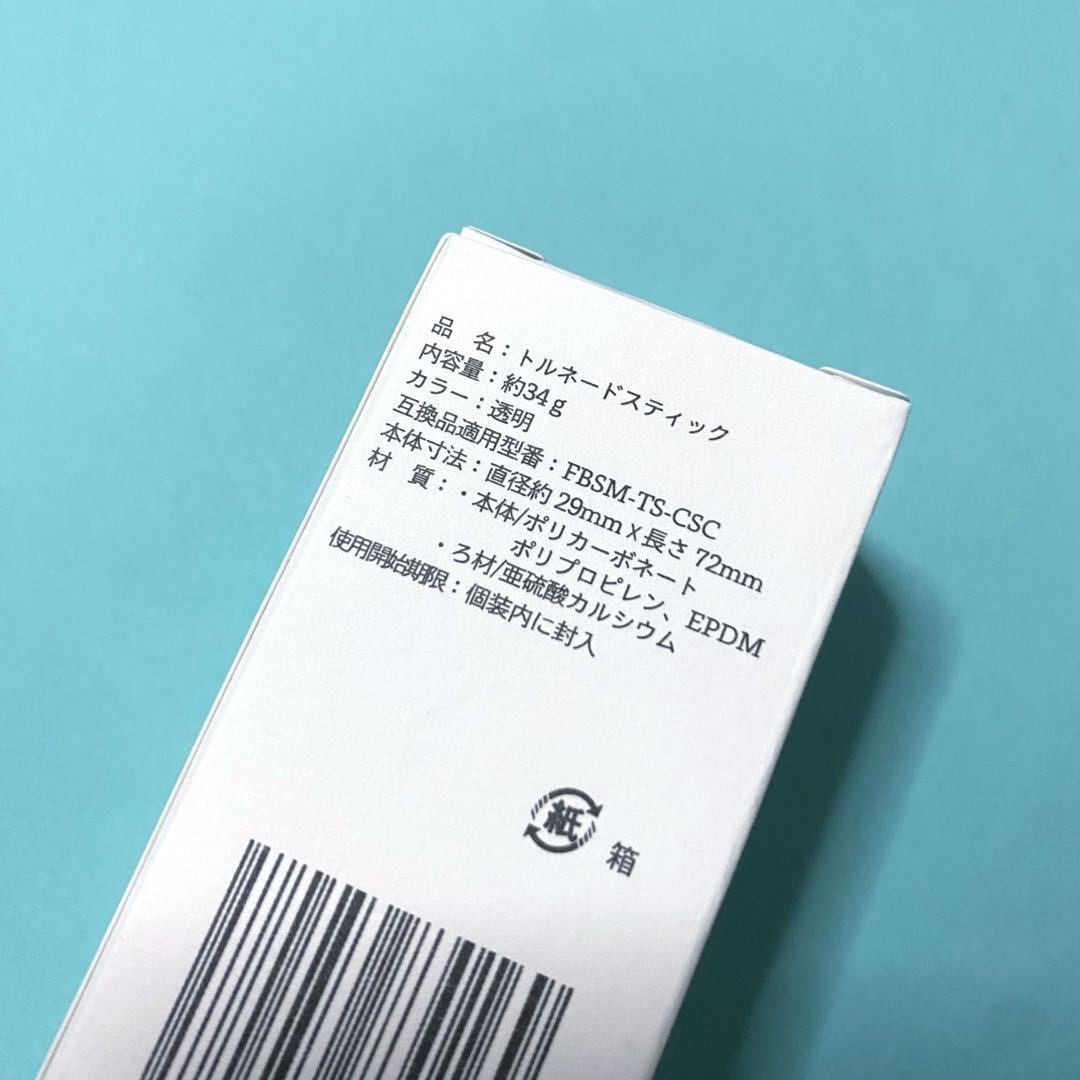 品　名：トルネードスティック
内容量：約34ｇ
カラー：透明
互換品適用型番：FBSM-TS-CSC
本体寸法：直径約 29mm x 長さ 72mm
材　質：・本体/ポリカーボネート
ポリプロピレン、EPDM
・ろ材/亜硫酸カルシウム
使用開始期限：個装内に封入
紙
箱